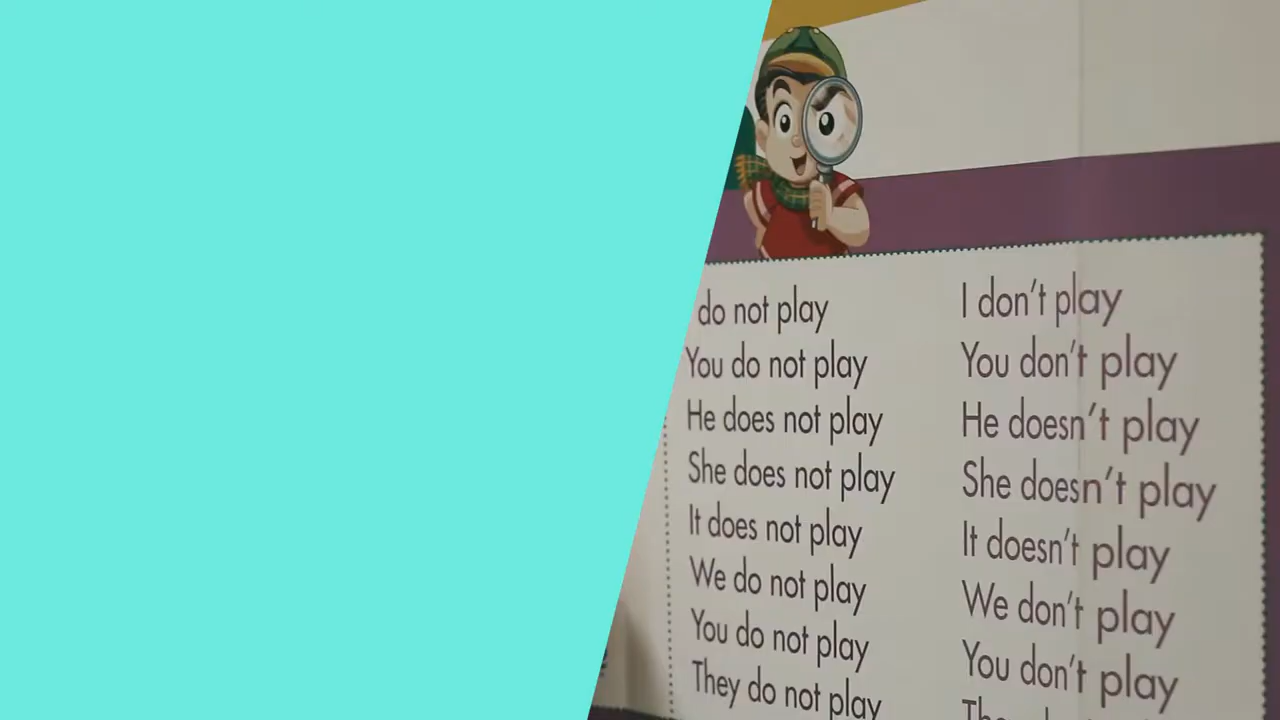 do not play
You do not play
He does not play
She does not play
It does not play
We do not play
You do not play
They do not play
I don't play
You don't play
He doesn't play
She doesn't play
It doesn't play
We don't play
You don't play